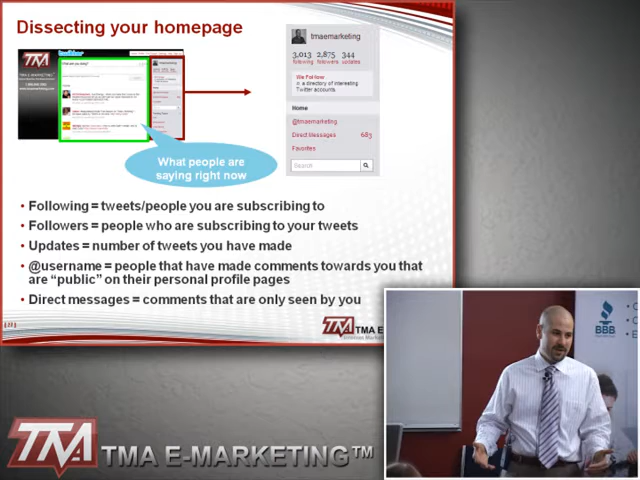 Dissecting your homepage
TMA
twitter
tmaemarketing
3,013 2,875 344
following followers updates
We Follow
a directory of interesting
Twitter accounts.
Home
@tmaemarketing
Direct Messages 683
Favorites
Search
What people are
saying right now
• Following = tweets/people you are subscribing to
• Followers = people who are subscribing to your tweets
• Updates = number of tweets you have made
• @username = people that have made comments towards you that
are “public” on their personal profile pages
• Direct messages = comments that are only seen by you
TMA TMA E
BBB
TMA TMA E-MARKETING™